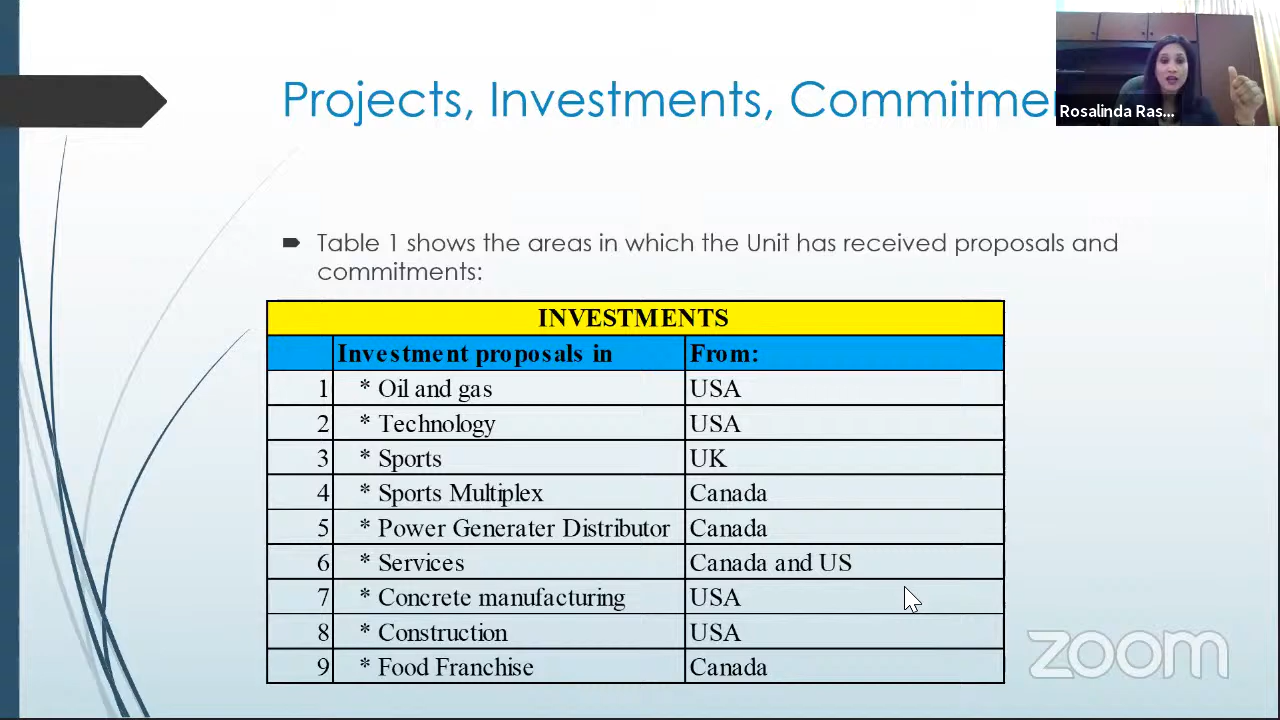 Projects, Investments, Commitmen
Rosalinda Ras...
Table 1 shows the areas in which the Unit has received proposals and
commitments:
INVESTMENTS
Investment proposals in From:
1 * Oil and gas USA
2 * Technology USA
3 * Sports UK
4 * Sports Multiplex Canada
5 * Power Generater Distributor Canada
6 * Services Canada and US
7 * Concrete manufacturing USA
8 * Construction USA
9 * Food Franchise Canada
zoom